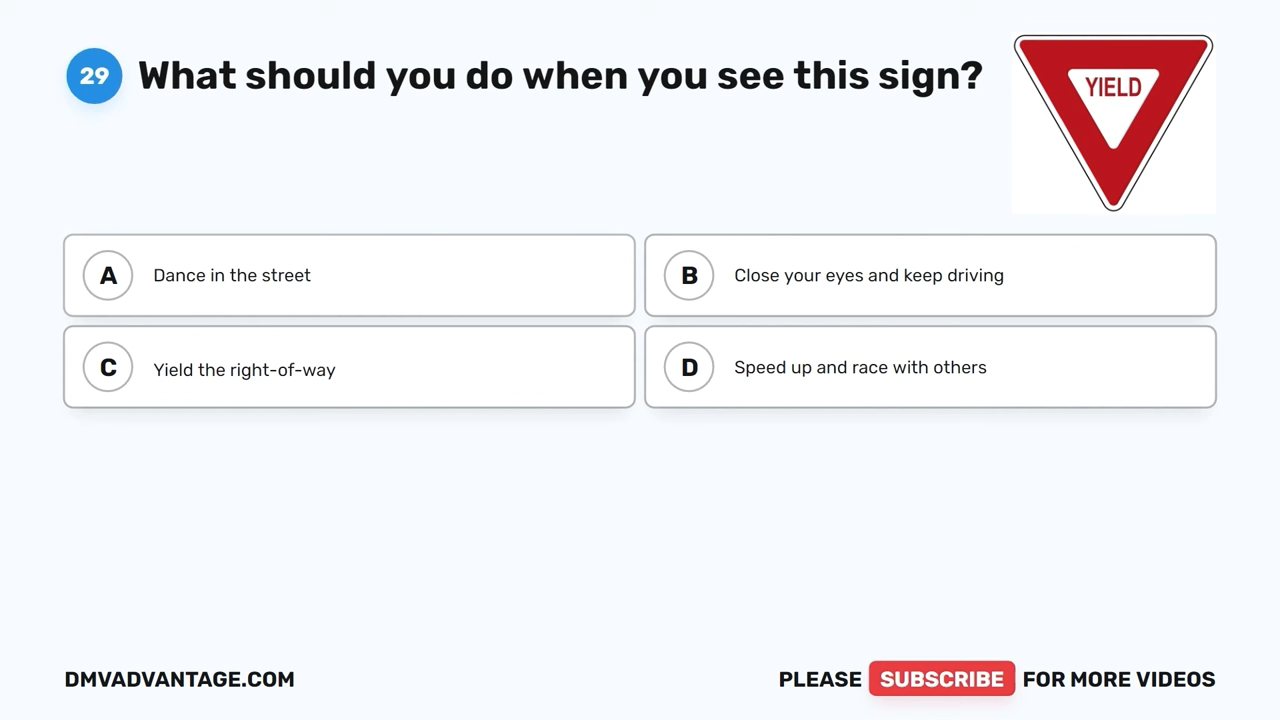 29 What should you do when you see this sign?
YIELD
A Dance in the street
B Close your eyes and keep driving
C Yield the right-of-way
D Speed up and race with others
DMVADVANTAGE.COM
PLEASE SUBSCRIBE FOR MORE VIDEOS